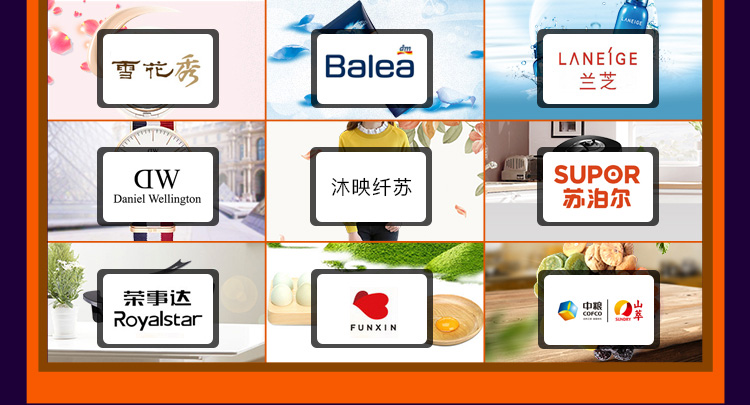 雪花秀
dm
Balea
LANEIGE
兰芝
DW
Daniel Wellington
沐映纤苏
SUPOR
苏泊尔
荣事达
Royalstar
FUNXIN
中粮
COFCO
山萃
SUNDRY